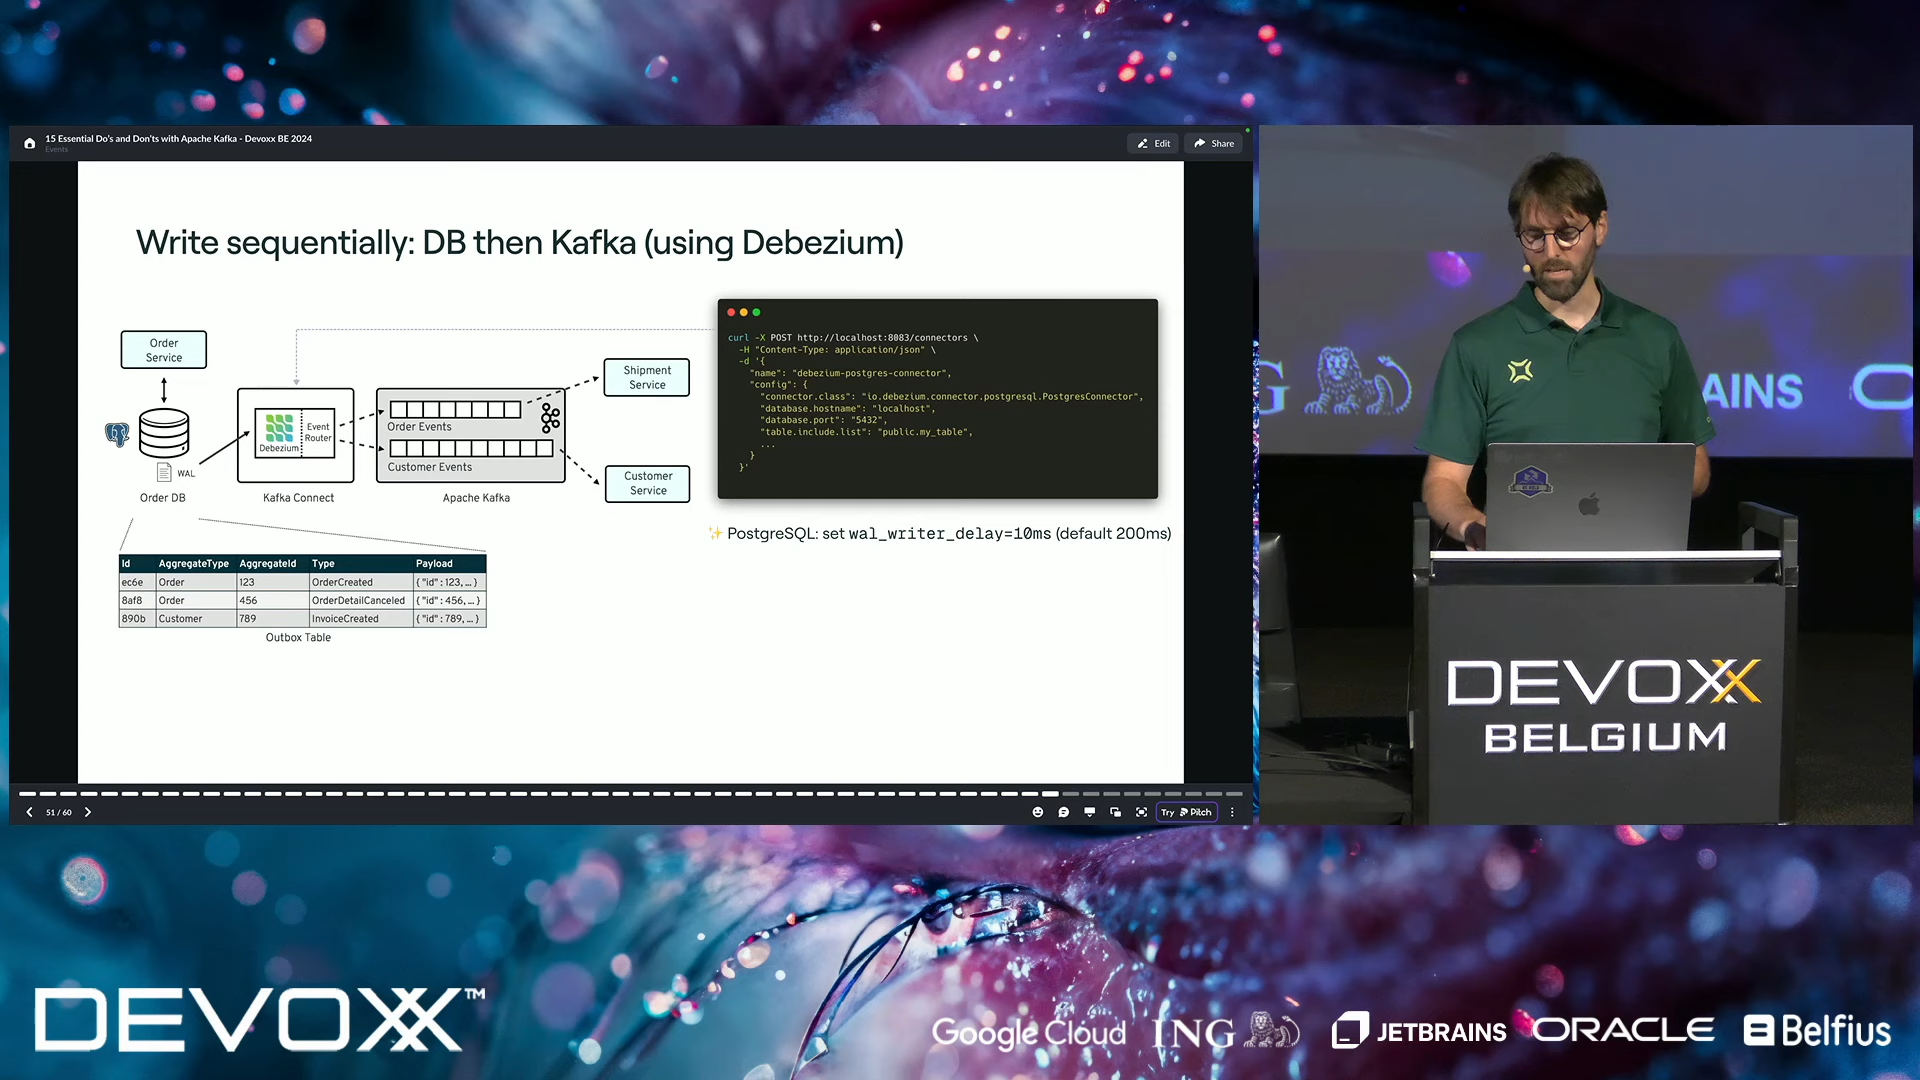 15 Essential Do's and Don'ts with Apache Kafka - Devoxx BE 2024
Events
Edit
Share
Write sequentially: DB then Kafka (using Debezium)
Order
Service
WAL
Order DB
Debezium
Event
Router
Kafka Connect
Order Events
Customer Events
Apache Kafka
Shipment
Service
Customer
Service
curl -X POST http://localhost:8083/connectors \
-H "Content-Type: application/json" \
-d '{
"name": "debezium-postgres-connector",
"config": {
"connector.class": "io.debezium.connector.postgresql.PostgresConnector",
"database.hostname": "localhost",
"database.port": "5432",
"table.include.list": "public.my_table",
...
}
}'
✨ PostgreSQL: set wal_writer_delay=10ms (default 200ms)
Id AggregateType AggregateId Type Payload
ec6e Order 123 OrderCreated { "id" : 123, ... }
8af8 Order 456 OrderDetailCanceled { "id" : 456, ... }
890b Customer 789 InvoiceCreated { "id" : 789, ... }
Outbox Table
51 / 60
Try Pitch
G
AINS
DEVOXX
BELGIUM
DEVOXX™
Google Cloud
ING
JETBRAINS
ORACLE
Belfius